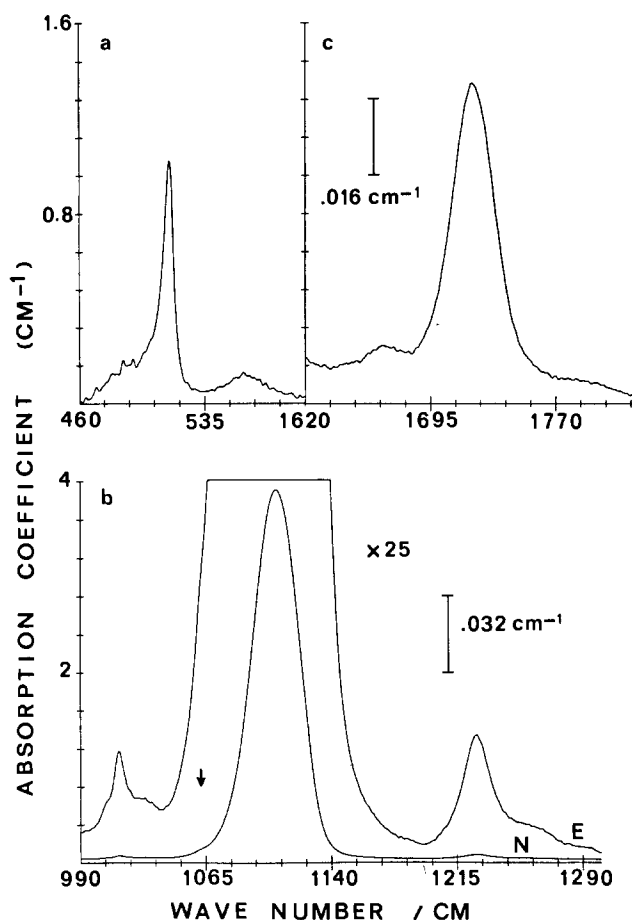 1.6
a
c
.016 cm⁻¹
0.8
460
535
1620
1695
1770
ABSORPTION COEFFICIENT (CM⁻¹)
4
b
×25
.032 cm⁻¹
2
N
E
990
1065
1140
1215
1290
WAVE NUMBER / CM